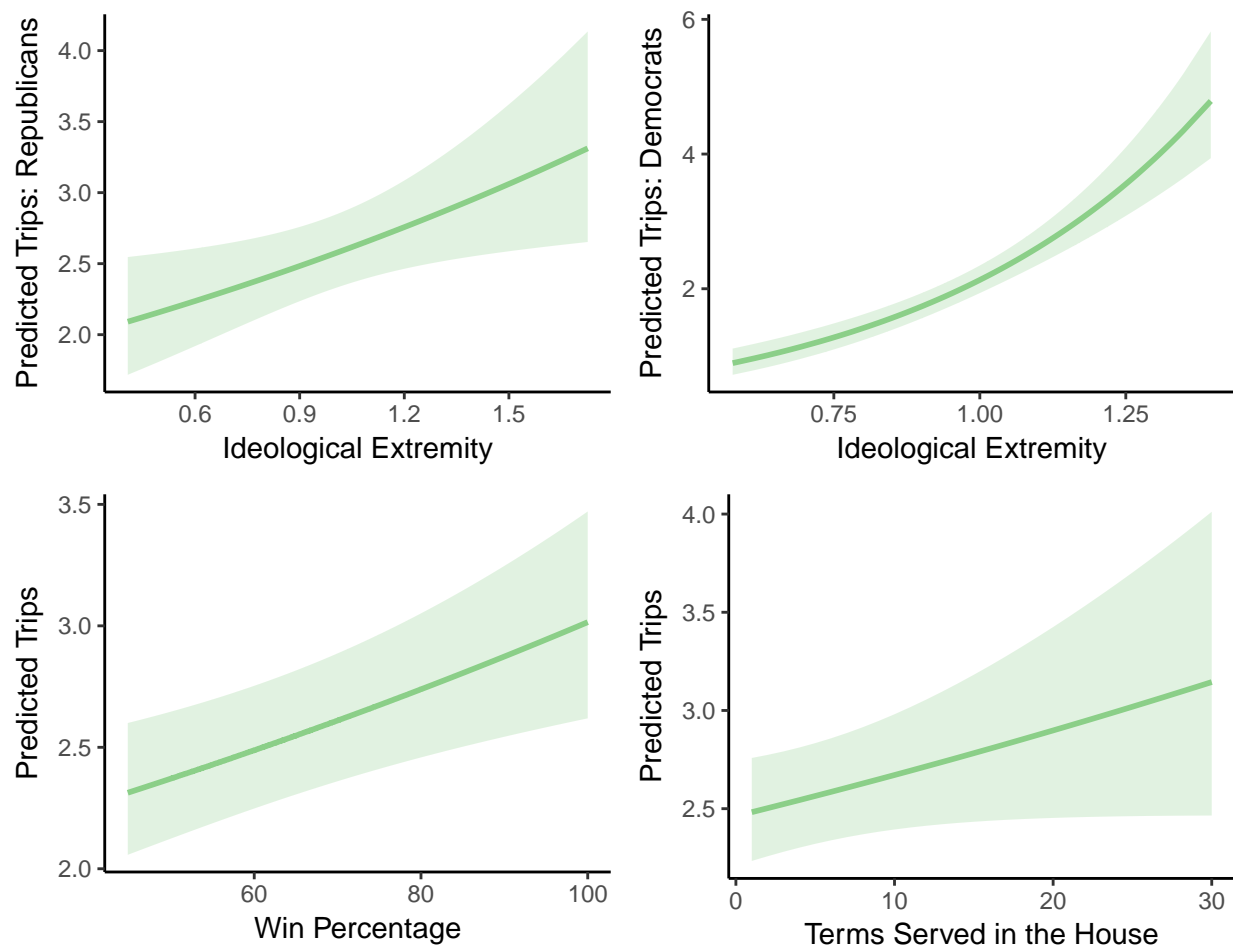 Predicted Trips: Republicans
4.0
3.5
3.0
2.5
2.0
0.6 0.9 1.2 1.5
Ideological Extremity
Predicted Trips: Democrats
6
4
2
0.75 1.00 1.25
Ideological Extremity
Predicted Trips
3.5
3.0
2.5
2.0
60 80 100
Win Percentage
Predicted Trips
4.0
3.5
3.0
2.5
0 10 20 30
Terms Served in the House